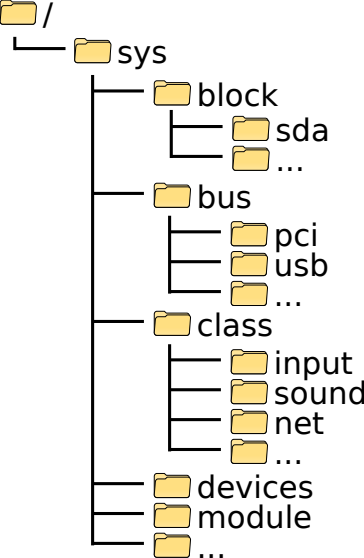 /
sys
block
sda
...
bus
pci
usb
...
class
input
sound
net
...
devices
module
...